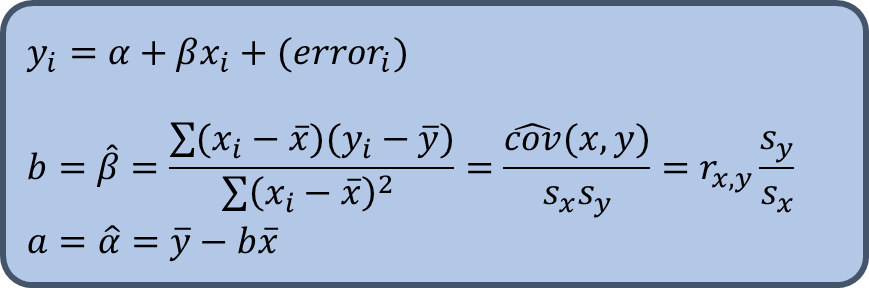 yᵢ = α + βxᵢ + (errorᵢ)
b = β̂ = ∑(xᵢ − x̄)(yᵢ − ȳ) / ∑(xᵢ − x̄)² = côv(x, y) / sₓsᵧ = rₓ,ᵧ sᵧ / sₓ
a = α̂ = ȳ − bx̄